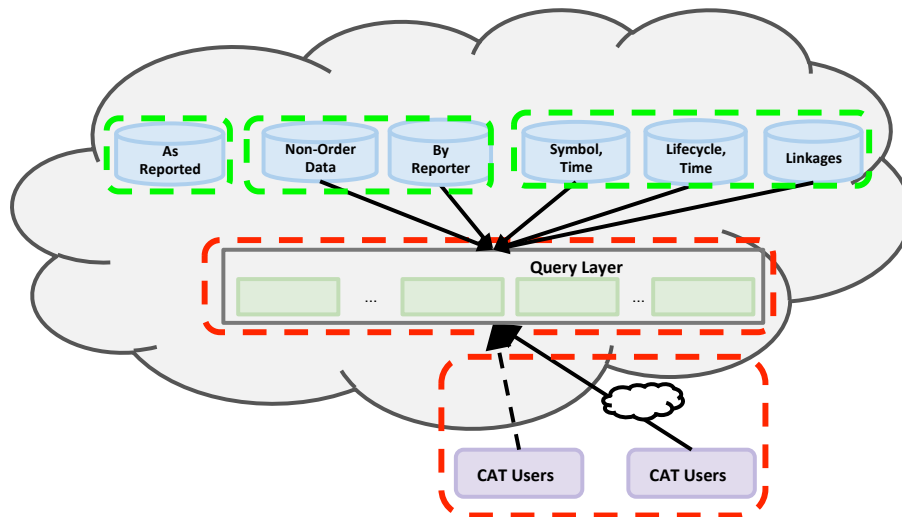 As
Reported
Non-Order
Data
By
Reporter
Symbol,
Time
Lifecycle,
Time
Linkages
Query Layer
...
...
CAT Users
CAT Users